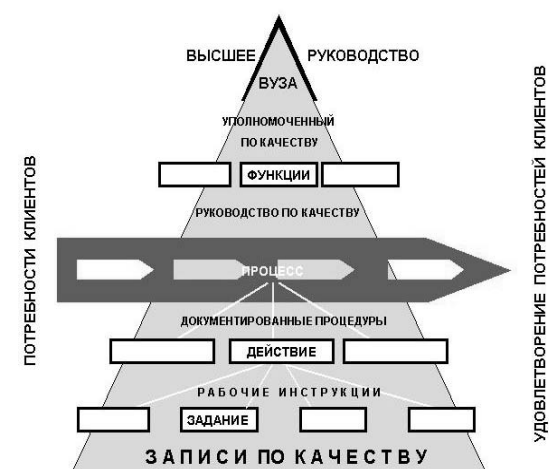 ВЫСШЕЕ РУКОВОДСТВО
ВУЗА
УПОЛНОМОЧЕННЫЙ
ПО КАЧЕСТВУ
ФУНКЦИИ
РУКОВОДСТВО ПО КАЧЕСТВУ
ПОТРЕБНОСТИ КЛИЕНТОВ
ПРОЦЕСС
УДОВЛЕТВОРЕНИЕ ПОТРЕБНОСТЕЙ КЛИЕНТОВ
ДОКУМЕНТИРОВАННЫЕ ПРОЦЕДУРЫ
ДЕЙСТВИЕ
РАБОЧИЕ ИНСТРУКЦИИ
ЗАДАНИЕ
ЗАПИСИ ПО КАЧЕСТВУ